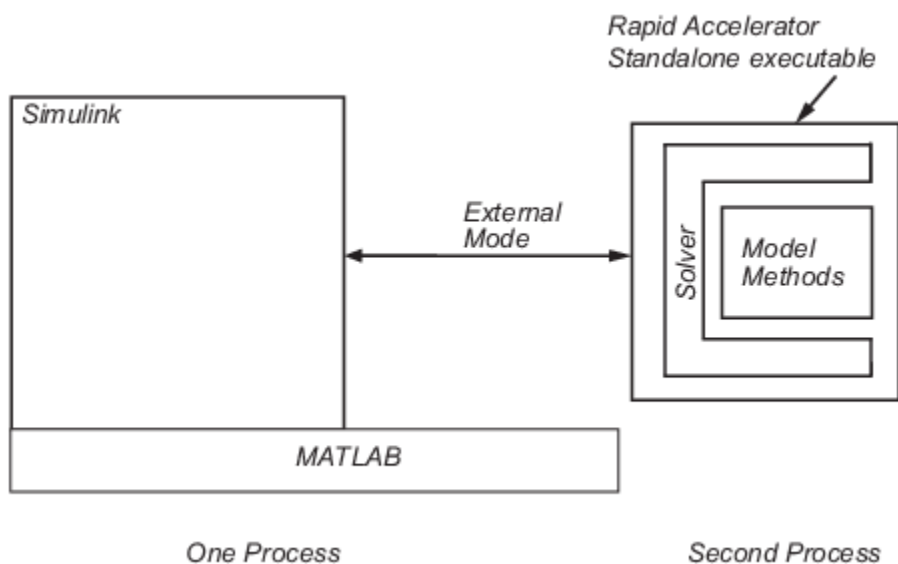 Rapid Accelerator
Standalone executable
Simulink
External
Mode
Solver
Model
Methods
MATLAB
One Process
Second Process